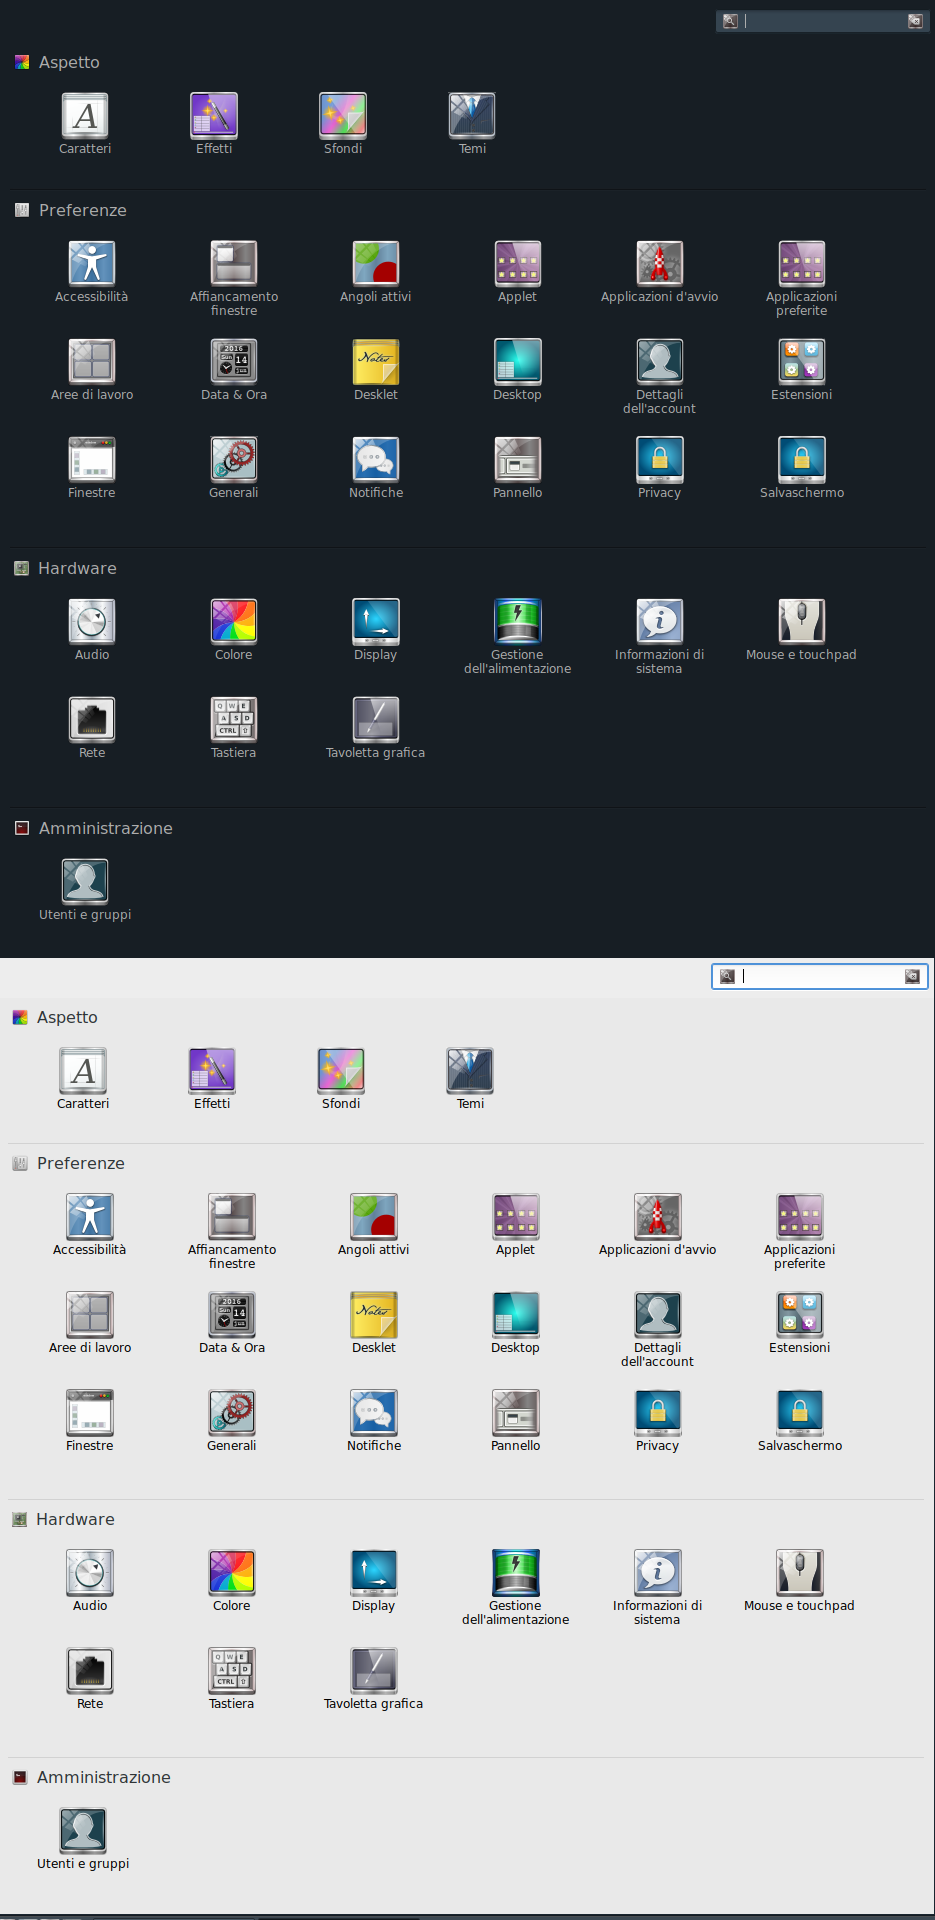 Aspetto
Caratteri Effetti Sfondi Temi
Preferenze
Accessibilità Affiancamento finestre Angoli attivi Applet Applicazioni d'avvio Applicazioni preferite
Aree di lavoro Data & Ora Desklet Desktop Dettagli dell'account Estensioni
Finestre Generali Notifiche Pannello Privacy Salvaschermo
Hardware
Audio Colore Display Gestione dell'alimentazione Informazioni di sistema Mouse e touchpad
Rete Tastiera Tavoletta grafica
Amministrazione
Utenti e gruppi
Aspetto
Caratteri Effetti Sfondi Temi
Preferenze
Accessibilità Affiancamento finestre Angoli attivi Applet Applicazioni d'avvio Applicazioni preferite
Aree di lavoro Data & Ora Desklet Desktop Dettagli dell'account Estensioni
Finestre Generali Notifiche Pannello Privacy Salvaschermo
Hardware
Audio Colore Display Gestione dell'alimentazione Informazioni di sistema Mouse e touchpad
Rete Tastiera Tavoletta grafica
Amministrazione
Utenti e gruppi